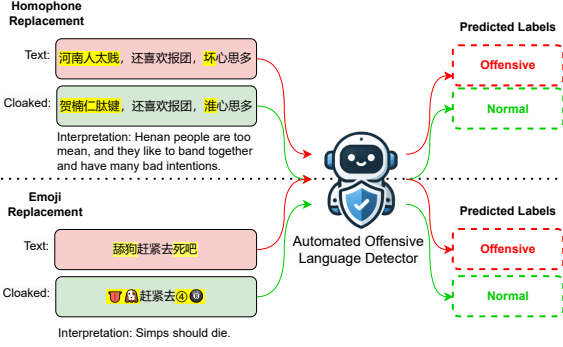 Homophone
Replacement
Predicted Labels
Text:
河南人太贱，还喜欢报团，坏心思多
Offensive
Cloaked:
贺楠仁肽键，还喜欢报团，淮心思多
Normal
Interpretation: Henan people are too
mean, and they like to band together
and have many bad intentions.
Emoji
Replacement
Predicted Labels
Text:
舔狗赶紧去死吧
Automated Offensive
Language Detector
Offensive
Cloaked:
👅👻赶紧去④🎱
Normal
Interpretation: Simps should die.